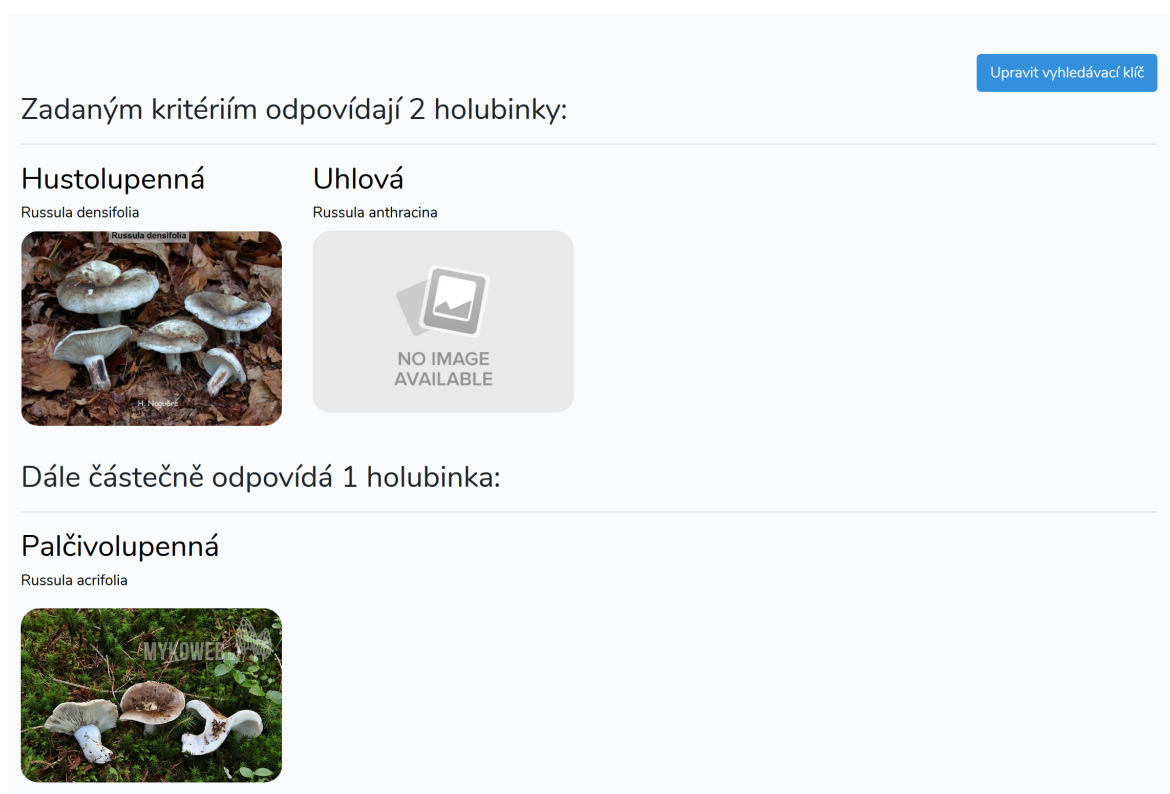 Upravit vyhledávací klíč
Zadaným kritériím odpovídají 2 holubinky:
Hustolupenná
Russula densifolia
Uhlová
Russula anthracina
Russula densifolia
NO IMAGE
AVAILABLE
Dále částečně odpovídá 1 holubinka:
Palčivolupenná
Russula acrifolia
MYKOWEB